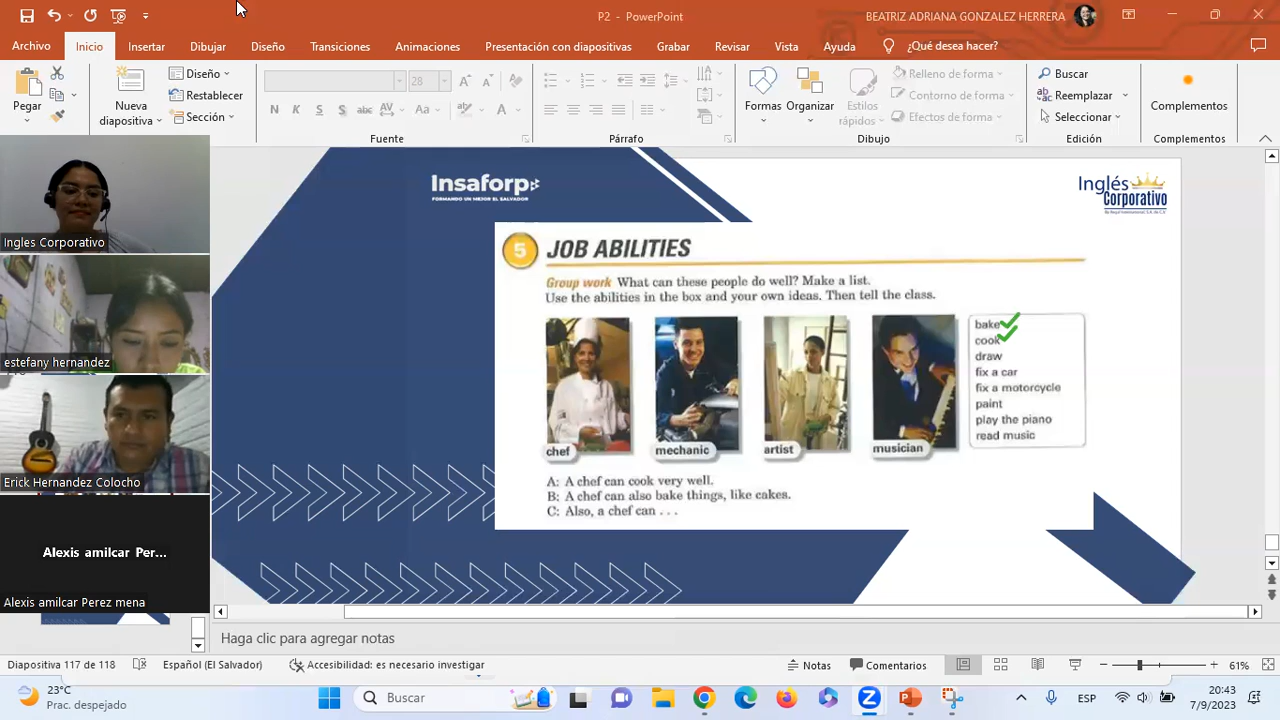 P2 - PowerPoint
BEATRIZ ADRIANA GONZALEZ HERRERA
Archivo
Inicio
Insertar
Dibujar
Diseño
Transiciones
Animaciones
Presentación con diapositivas
Grabar
Revisar
Vista
Ayuda
¿Qué desea hacer?
Pegar
Nueva
diapositiva
Diseño
Restablecer
Sección
28
N K S abc AV Aa A
Fuente
Párrafo
Formas
Organizar
Estilos
rápidos
Relleno de forma
Contorno de forma
Efectos de forma
Dibujo
Buscar
Reemplazar
Seleccionar
Edición
Complementos
Complementos
Ingles Corporativo
estefany hernandez
Erick Hernandez Colocho
Alexis amilcar Per...
Alexis amilcar Perez mena
Insaforp
FORMANDO UN MEJOR EL SALVADOR
Inglés
Corporativo
5 JOB ABILITIES
Group work What can these people do well? Make a list.
Use the abilities in the box and your own ideas. Then tell the class.
chef
mechanic
artist
musician
bake
cook
draw
fix a car
fix a motorcycle
paint
play the piano
read music
A: A chef can cook very well.
B: A chef can also bake things, like cakes.
C: Also, a chef can . . .
Haga clic para agregar notas
Diapositiva 117 de 118
Español (El Salvador)
Accesibilidad: es necesario investigar
Notas
Comentarios
61%
23°C
Prac. despejado
Buscar
ESP
20:43
7/9/2023